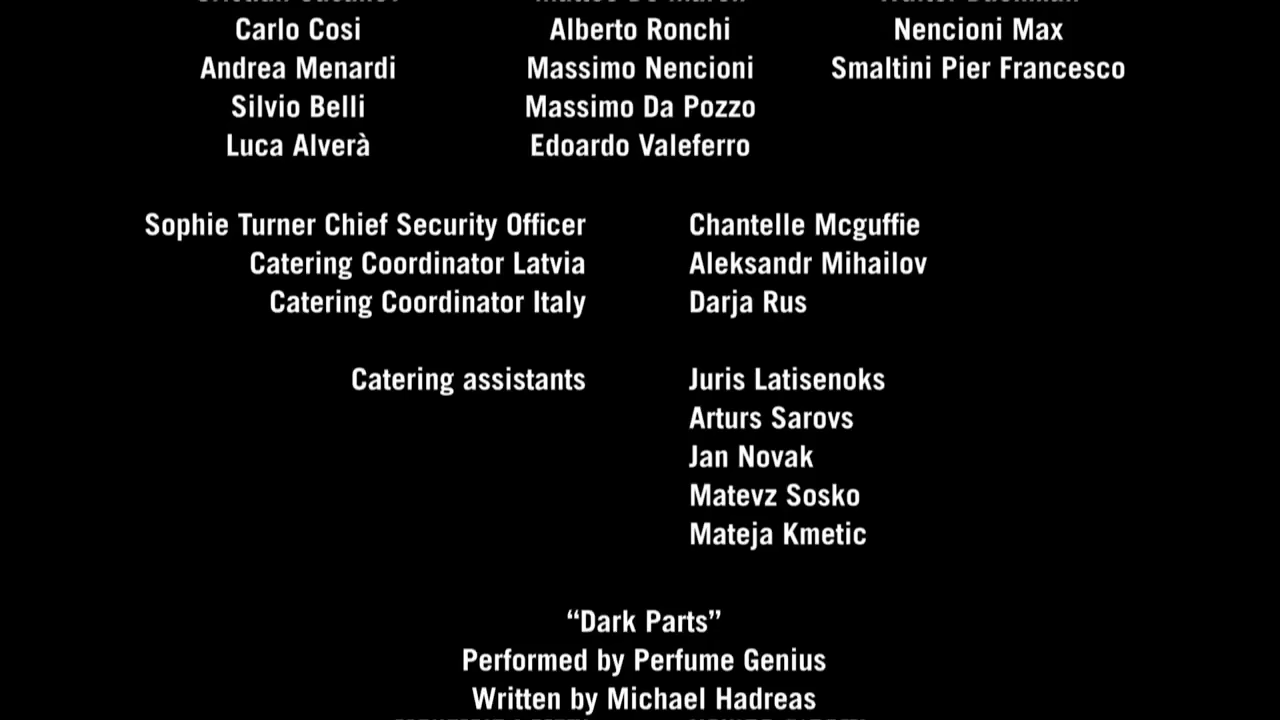 Carlo Cosi Alberto Ronchi Nencioni Max
Andrea Menardi Massimo Nencioni Smaltini Pier Francesco
Silvio Belli Massimo Da Pozzo
Luca Alverà Edoardo Valeferro
Sophie Turner Chief Security Officer Chantelle Mcguffie
Catering Coordinator Latvia Aleksandr Mihailov
Catering Coordinator Italy Darja Rus
Catering assistants Juris Latisenoks
Arturs Sarovs
Jan Novak
Matevz Sosko
Mateja Kmetic
“Dark Parts”
Performed by Perfume Genius
Written by Michael Hadreas